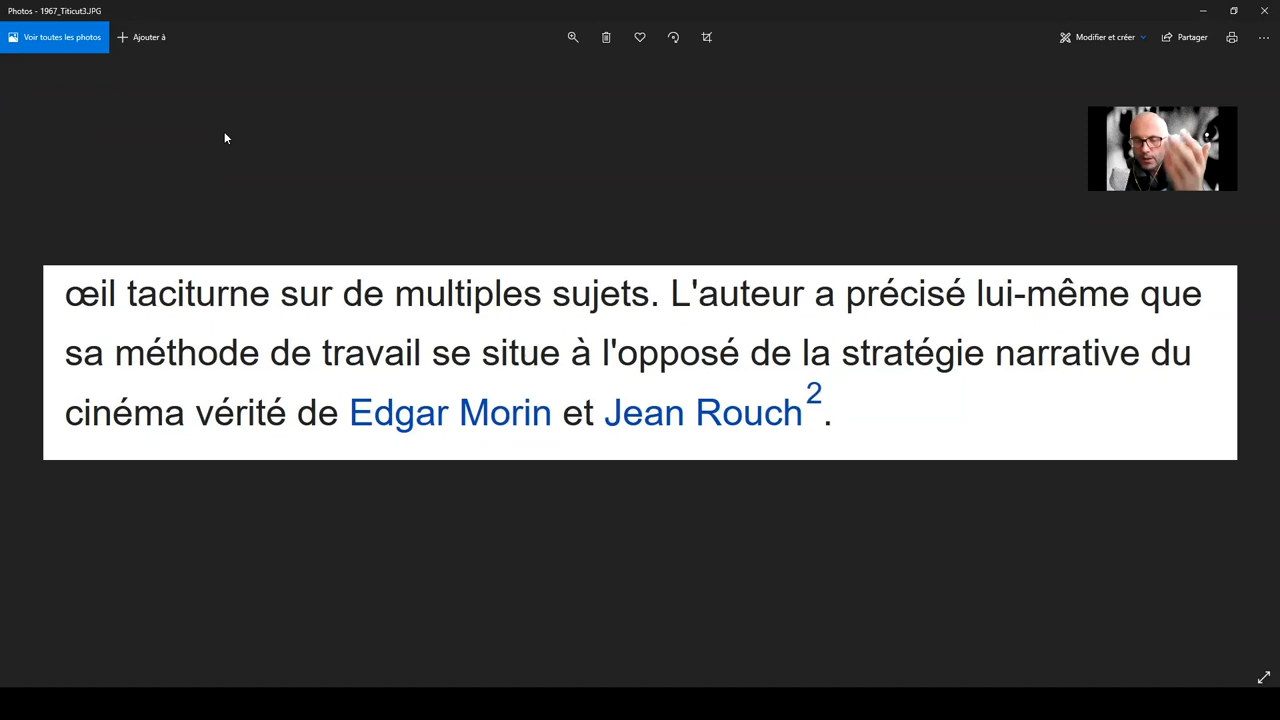 Photos - 1967_Titicut3.JPG
Voir toutes les photos
Ajouter à
Modifier et créer
Partager
œil taciturne sur de multiples sujets. L'auteur a précisé lui-même que
sa méthode de travail se situe à l'opposé de la stratégie narrative du
cinéma vérité de Edgar Morin et Jean Rouch2.